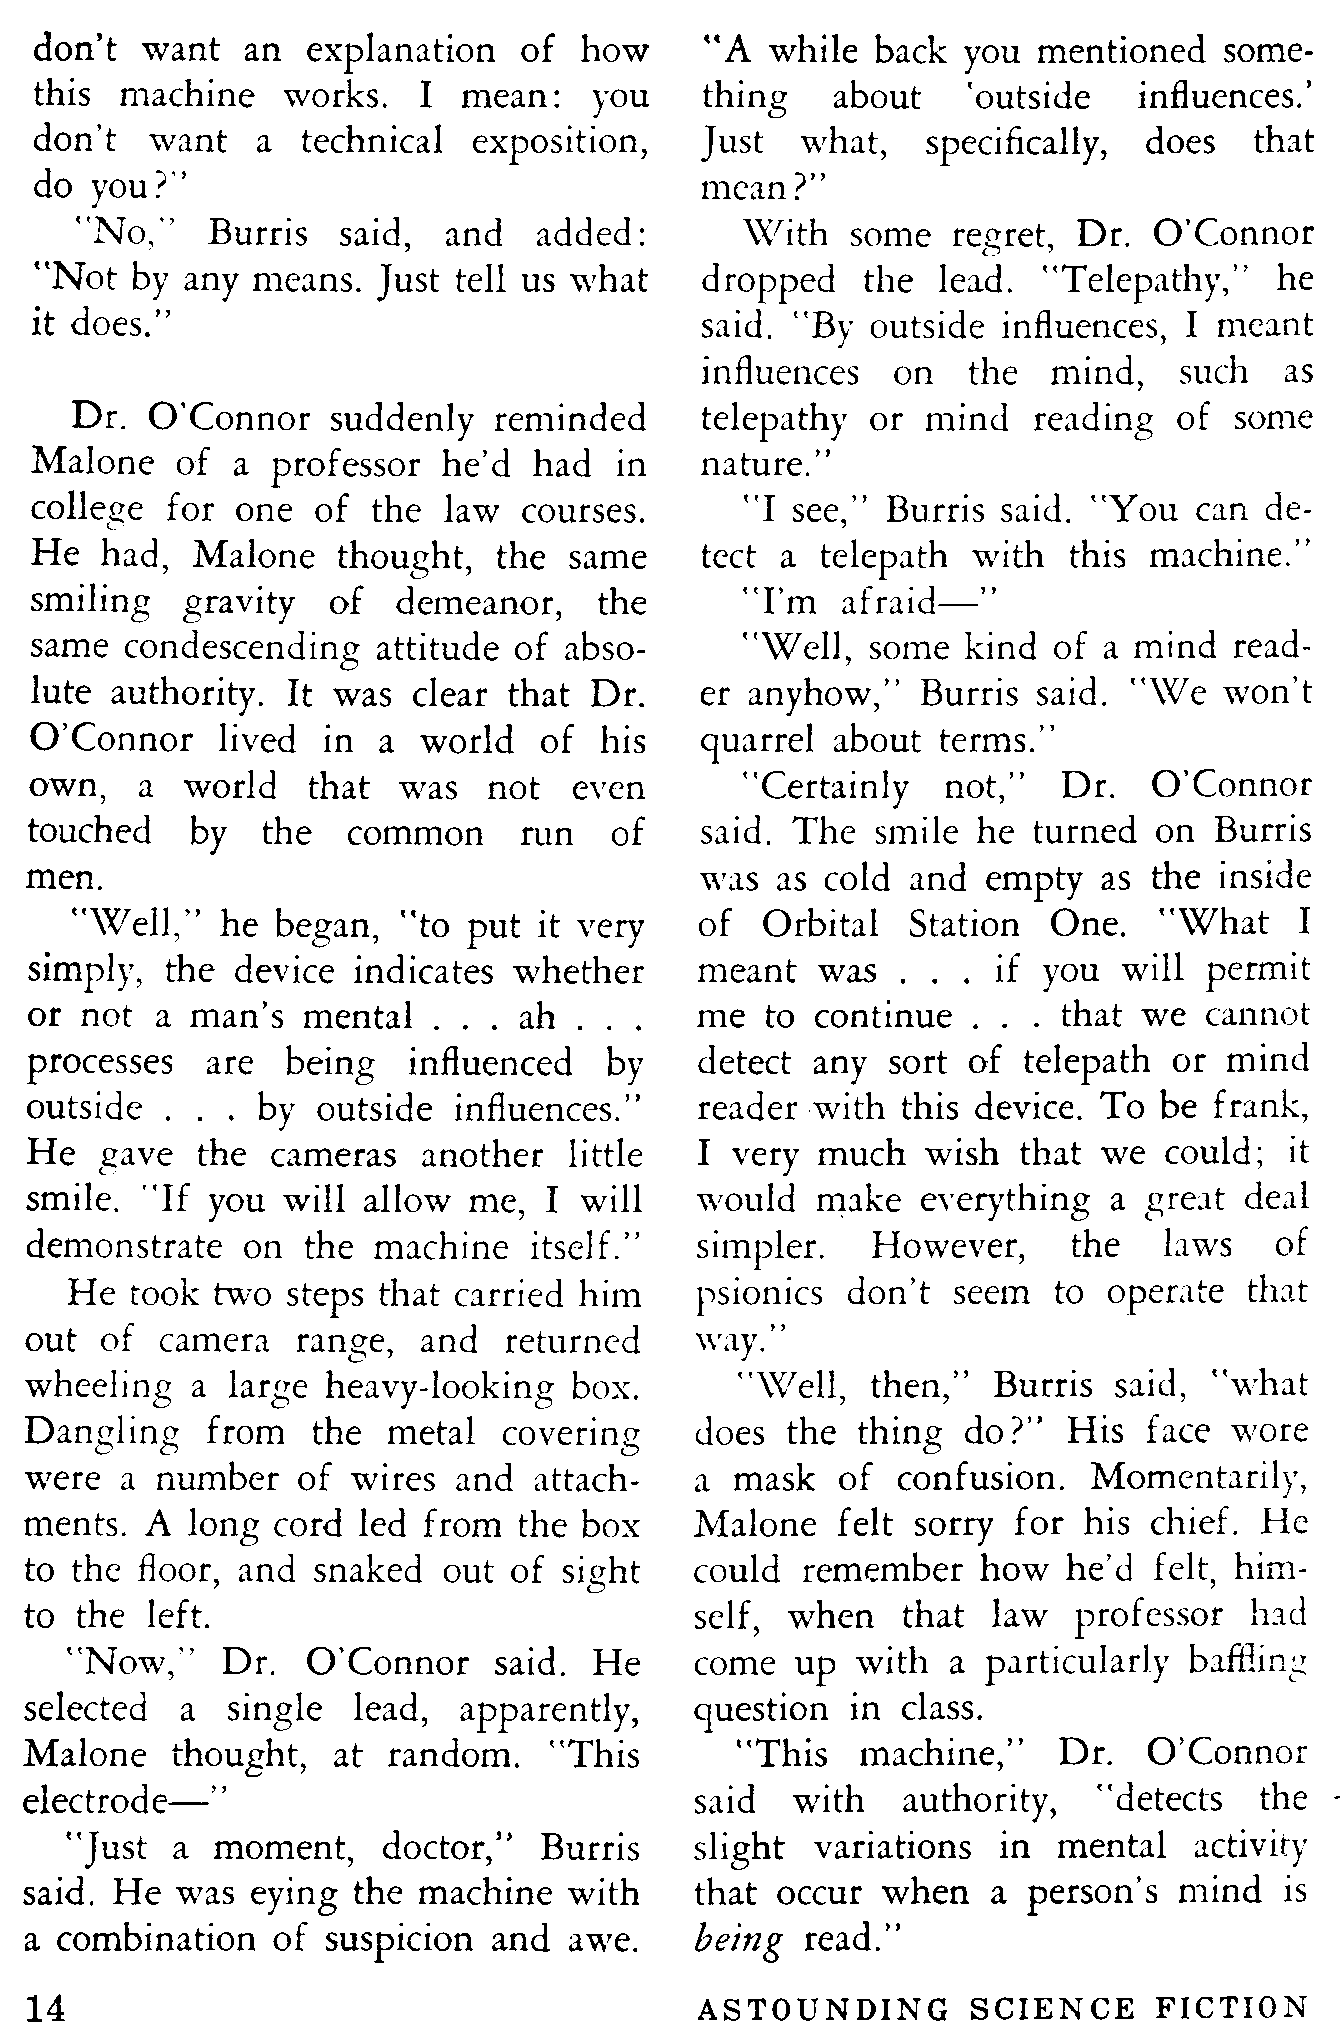 don't want an explanation of how
this machine works. I mean: you
don't want a technical exposition,
do you?"
"No," Burris said, and added:
"Not by any means. Just tell us what
it does."
Dr. O'Connor suddenly reminded
Malone of a professor he'd had in
college for one of the law courses.
He had, Malone thought, the same
smiling gravity of demeanor, the
same condescending attitude of abso-
lute authority. It was clear that Dr.
O'Connor lived in a world of his
own, a world that was not even
touched by the common run of
men.
"Well," he began, "to put it very
simply, the device indicates whether
or not a man's mental . . . ah . . .
processes are being influenced by
outside . . . by outside influences."
He gave the cameras another little
smile. "If you will allow me, I will
demonstrate on the machine itself."
He took two steps that carried him
out of camera range, and returned
wheeling a large heavy-looking box.
Dangling from the metal covering
were a number of wires and attach-
ments. A long cord led from the box
to the floor, and snaked out of sight
to the left.
"Now," Dr. O'Connor said. He
selected a single lead, apparently,
Malone thought, at random. "This
electrode—"
"Just a moment, doctor," Burris
said. He was eying the machine with
a combination of suspicion and awe.
"A while back you mentioned some-
thing about 'outside influences.'
Just what, specifically, does that
mean?"
With some regret, Dr. O'Connor
dropped the lead. "Telepathy," he
said. "By outside influences, I meant
influences on the mind, such as
telepathy or mind reading of some
nature."
"I see," Burris said. "You can de-
tect a telepath with this machine."
"I'm afraid—"
"Well, some kind of a mind read-
er anyhow," Burris said. "We won't
quarrel about terms."
"Certainly not," Dr. O'Connor
said. The smile he turned on Burris
was as cold and empty as the inside
of Orbital Station One. "What I
meant was . . . if you will permit
me to continue . . . that we cannot
detect any sort of telepath or mind
reader with this device. To be frank,
I very much wish that we could; it
would make everything a great deal
simpler. However, the laws of
psionics don't seem to operate that
way."
"Well, then," Burris said, "what
does the thing do?" His face wore
a mask of confusion. Momentarily,
Malone felt sorry for his chief. He
could remember how he'd felt, him-
self, when that law professor had
come up with a particularly baffling
question in class.
"This machine," Dr. O'Connor
said with authority, "detects the
slight variations in mental activity
that occur when a person's mind is
being read."
14
ASTOUNDING SCIENCE FICTION